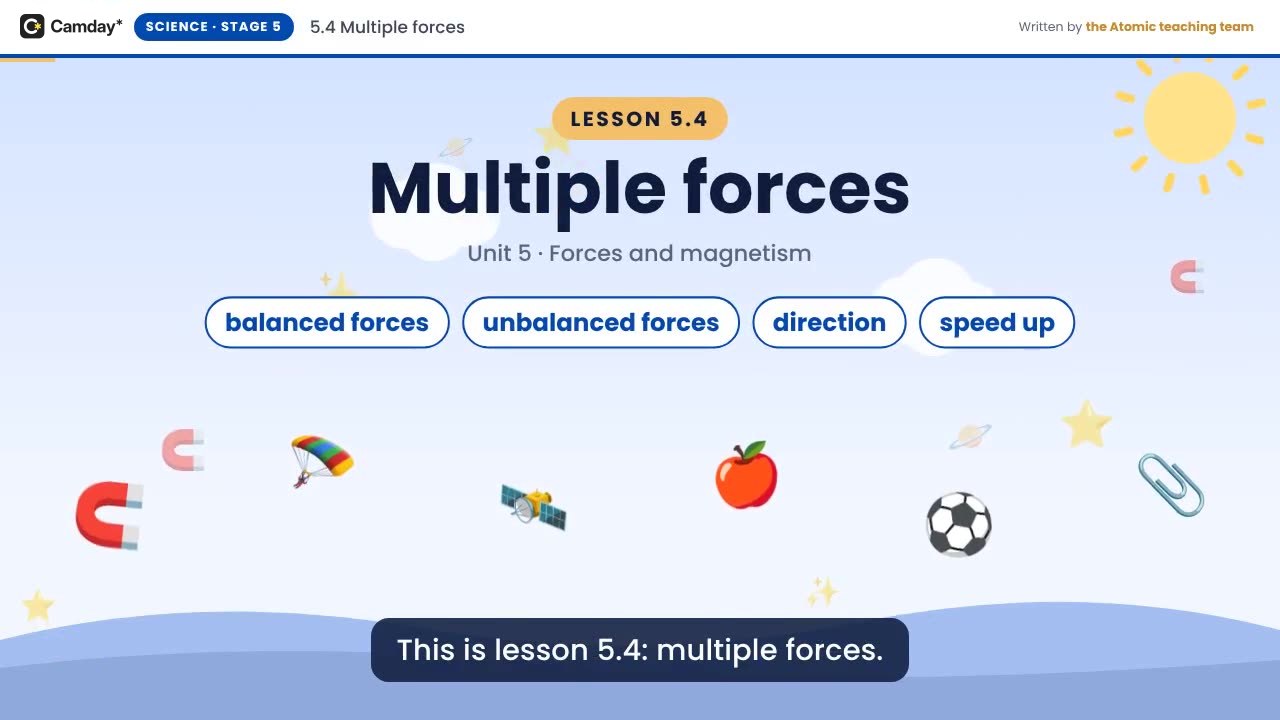 Camday* SCIENCE · STAGE 5 5.4 Multiple forces Written by the Atomic teaching team
LESSON 5.4
Multiple forces
Unit 5 · Forces and magnetism
balanced forces unbalanced forces direction speed up
This is lesson 5.4: multiple forces.